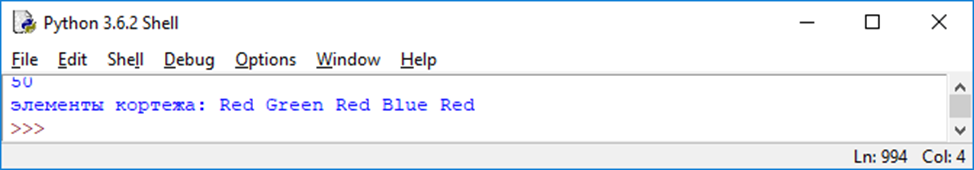 Python 3.6.2 Shell
File Edit Shell Debug Options Window Help
50
элементы кортежа: Red Green Red Blue Red
>>>
Ln: 994 Col: 4